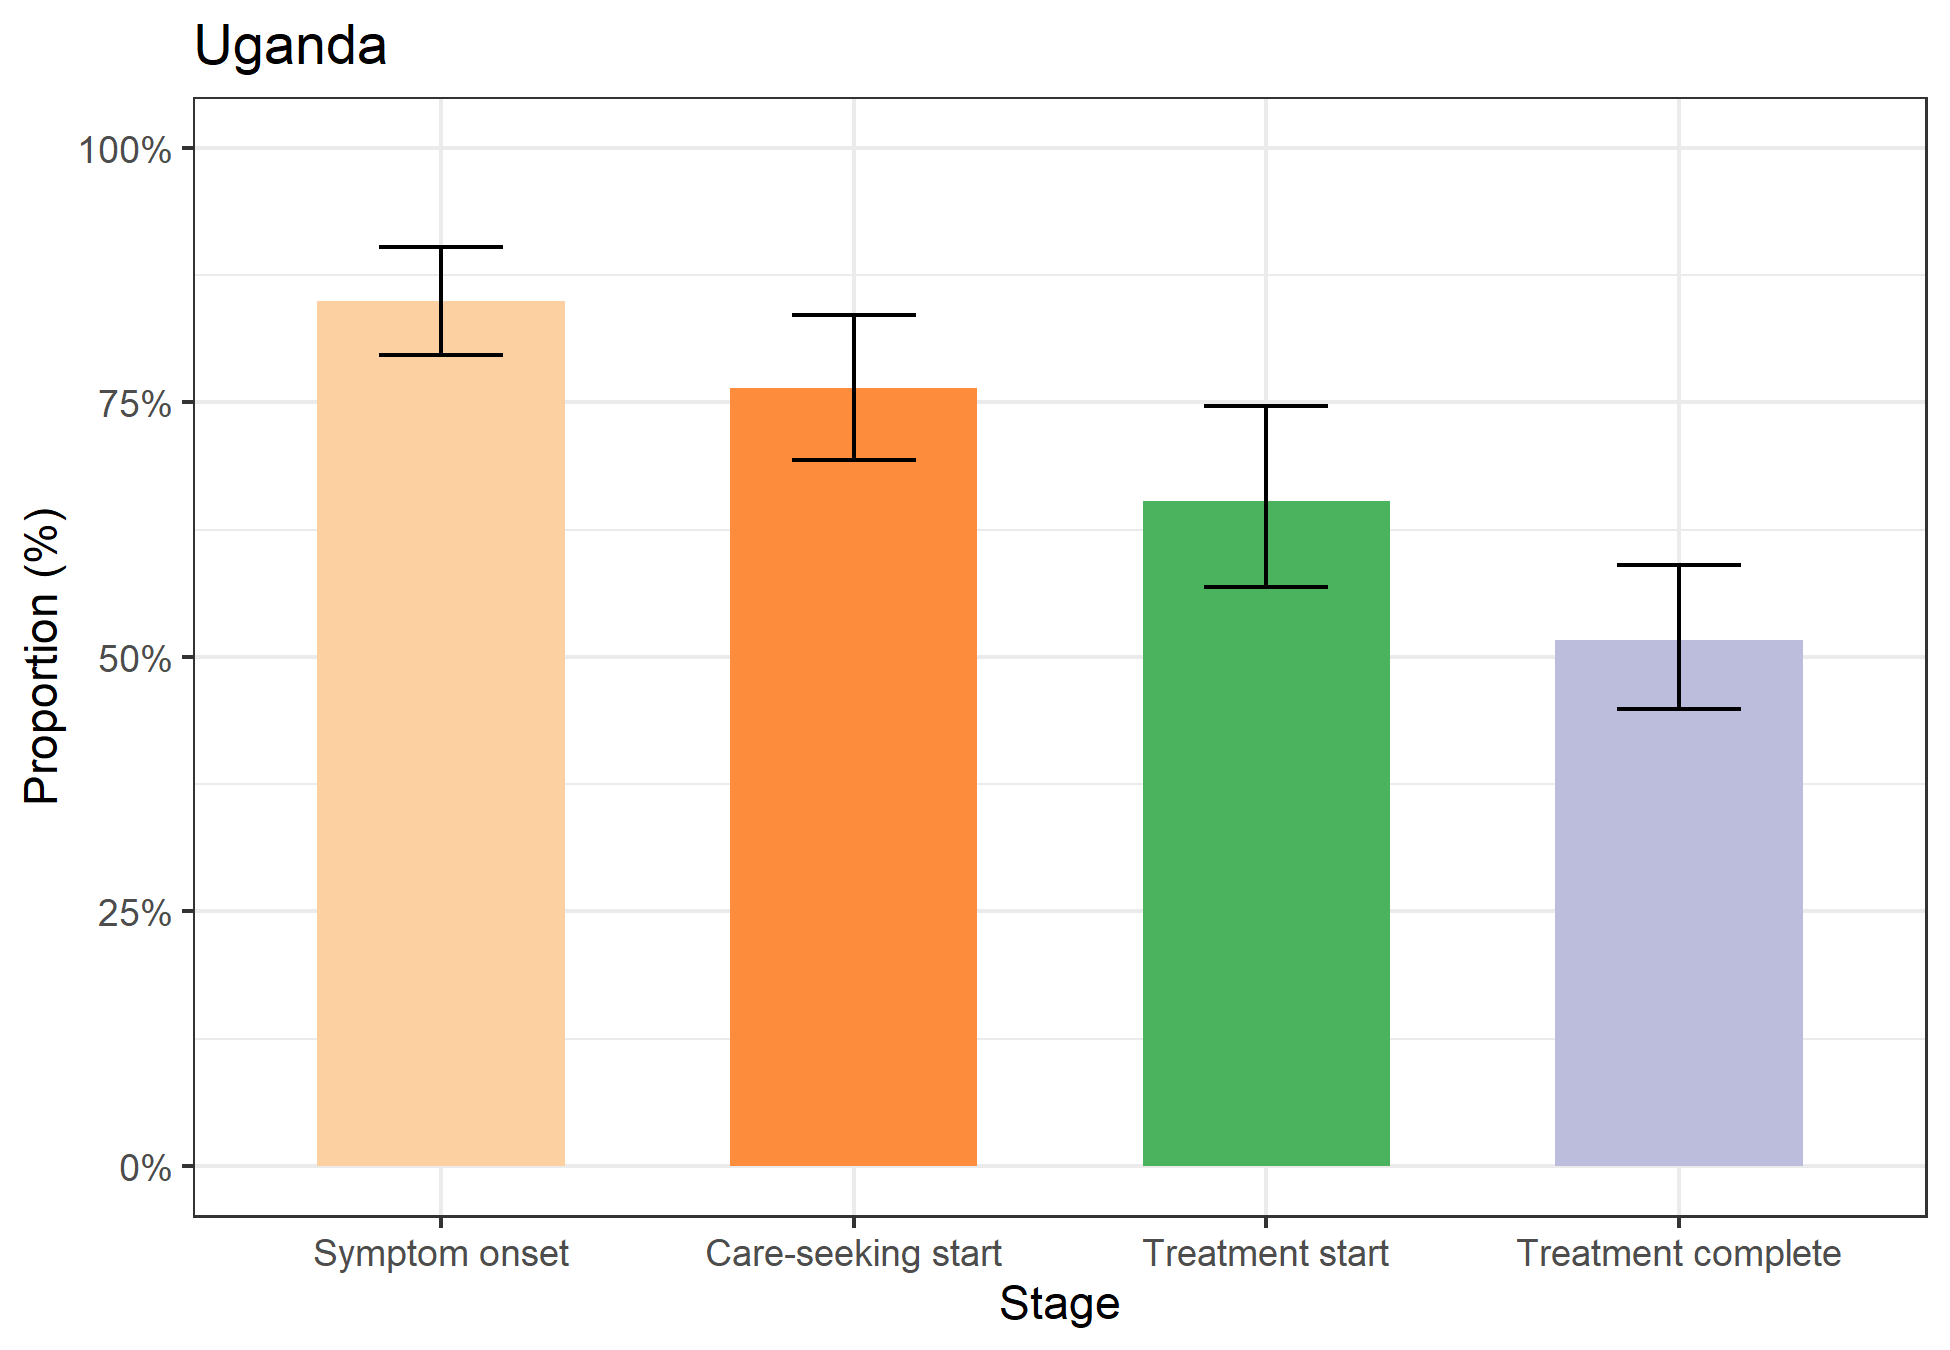 Uganda
Proportion (%)
100%
75%
50%
25%
0%
Symptom onset
Care-seeking start
Treatment start
Treatment complete
Stage